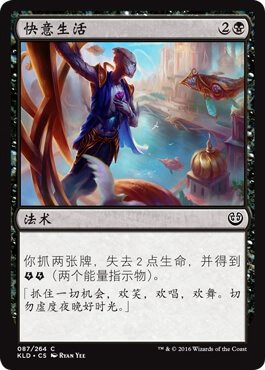 快意生活 2
法术
你抓两张牌，失去2点生命，并得到
（两个能量指示物）。
「抓住一切机会，欢笑，欢唱，欢舞。切
勿虚度夜晚好时光。」
087/264 C
KLD • CS RYAN YEE
™ & © 2016 Wizards of the Coast